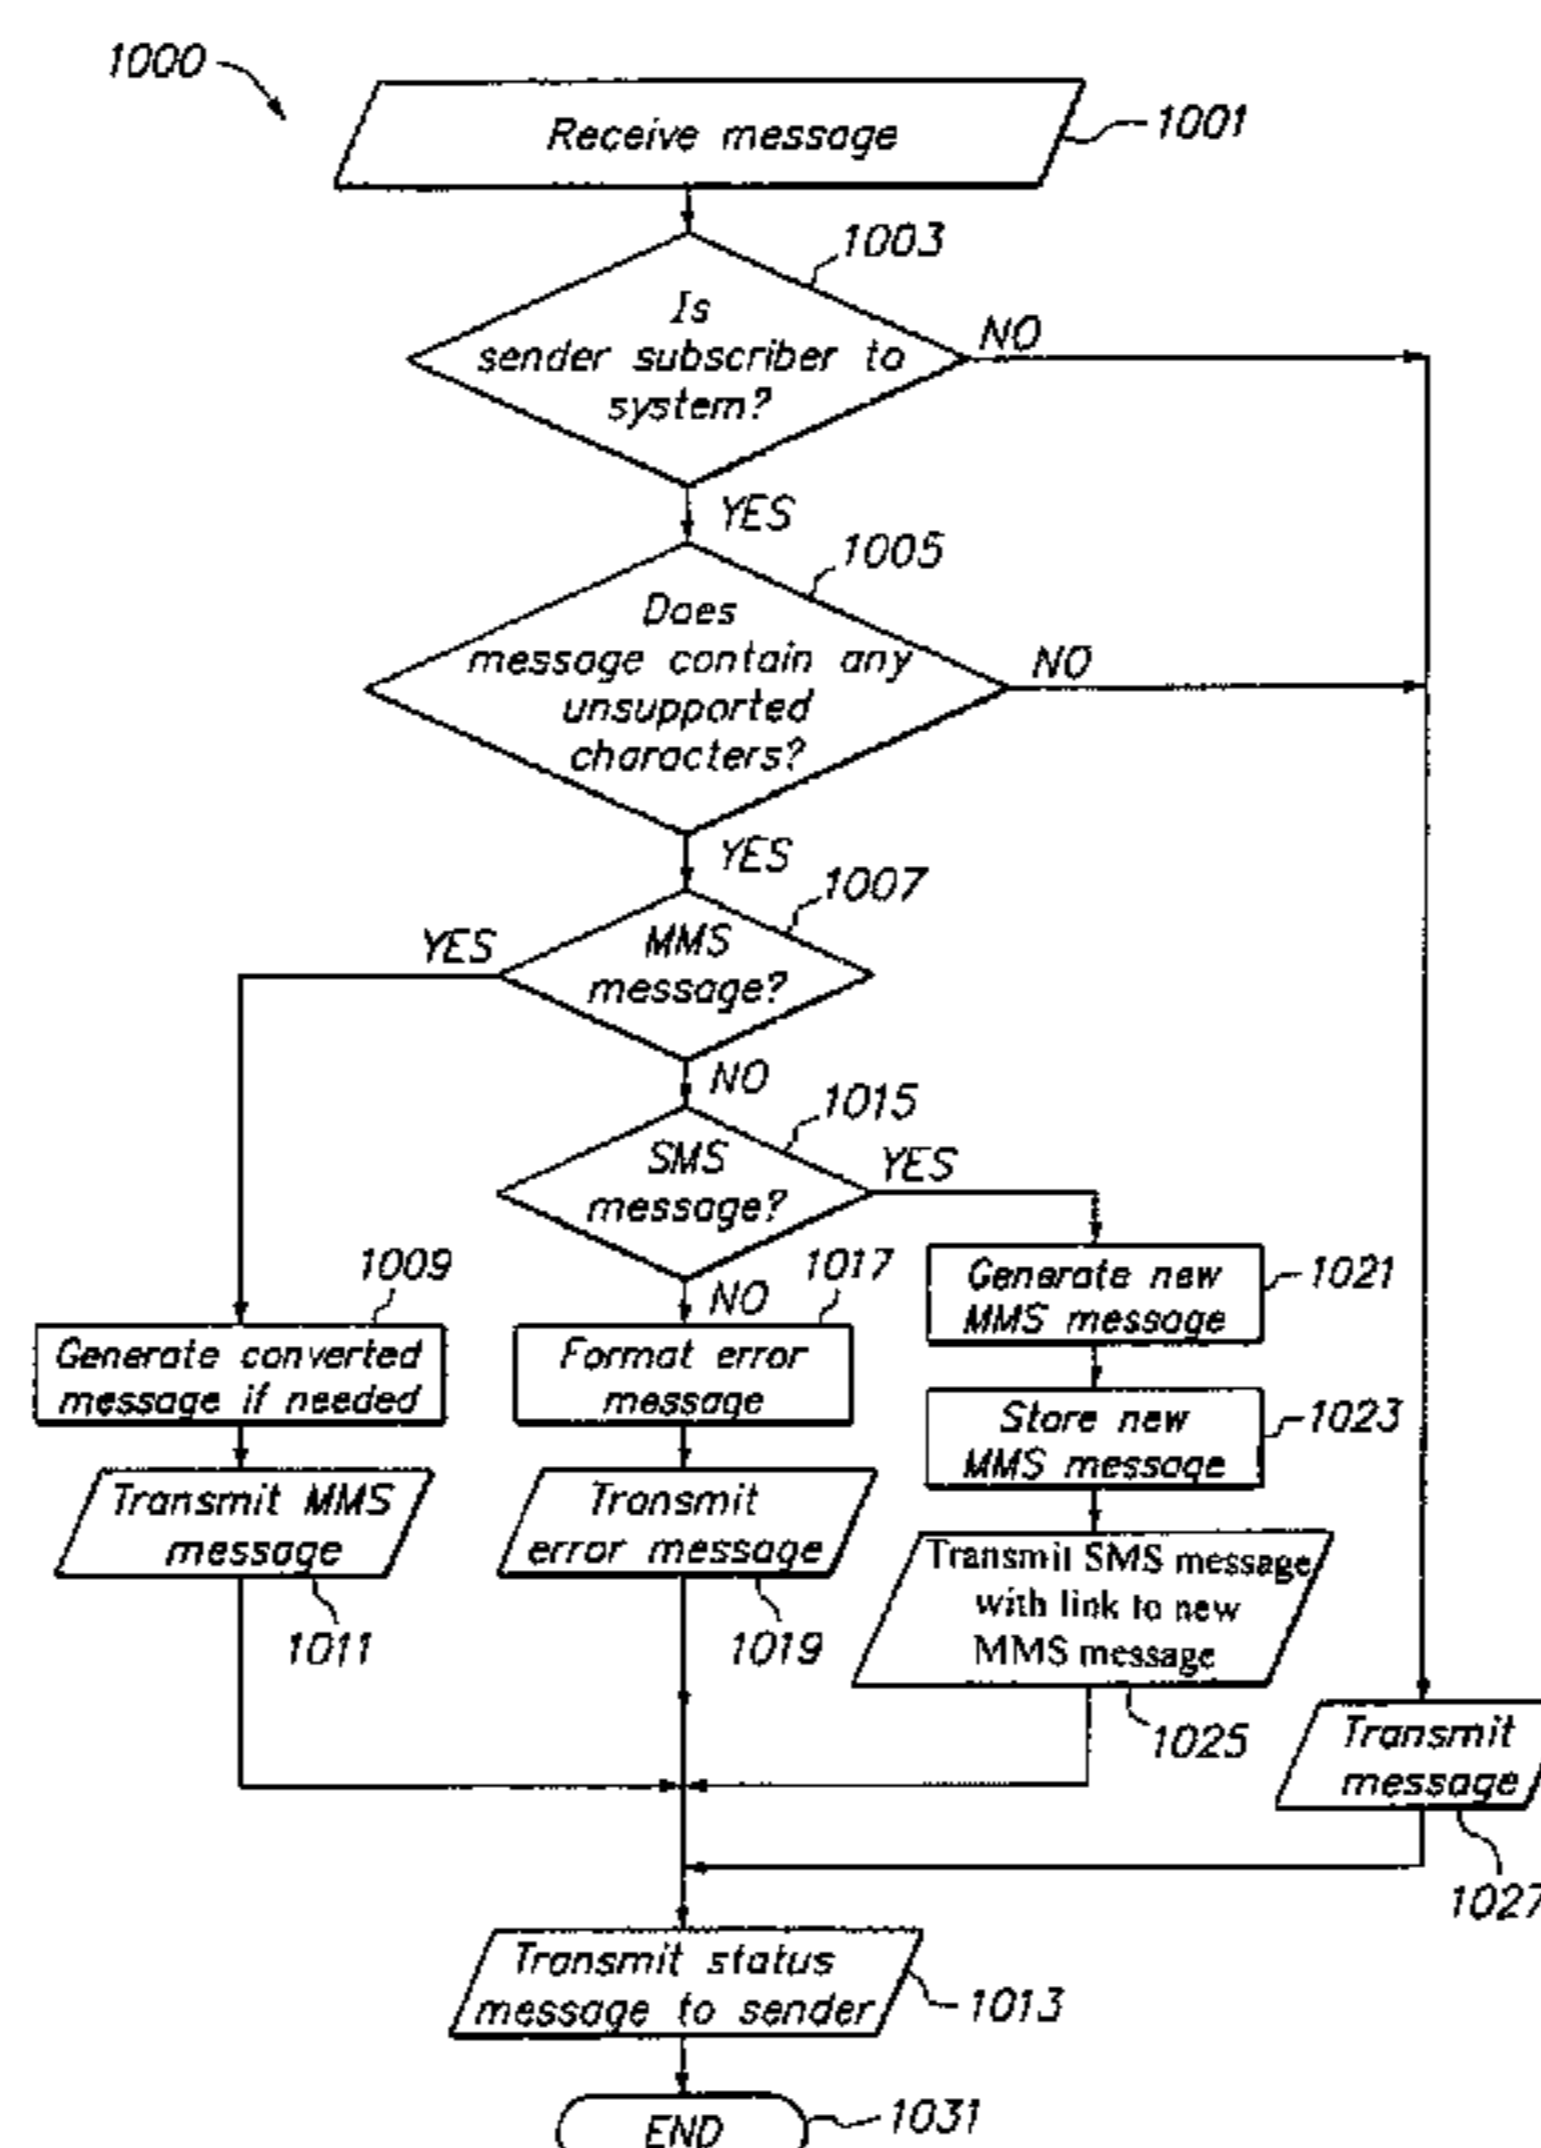 1000
Receive message
1001
1003
Is
sender subscriber to
system?
NO
YES
1005
Does
message contain any
unsupported
characters?
NO
YES
1007
MMS
message?
YES
NO
1015
SMS
message?
YES
NO
1009
Generate converted
message if needed
1017
Format error
message
Generate new
MMS message
1021
Store new
MMS message
1023
Transmit MMS
message
1011
Transmit
error message
1019
Transmit SMS message
with link to new
MMS message
1025
Transmit
message
1027
Transmit status
message to sender
1013
END
1031